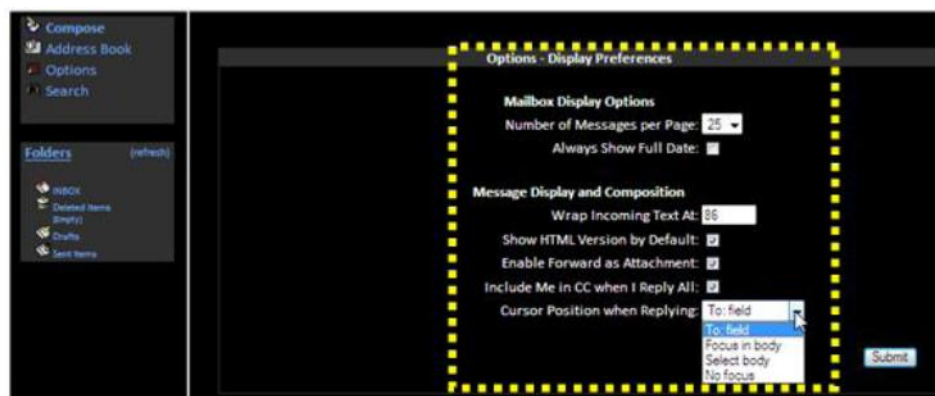 Compose
Address Book
Options
Search
Folders (refresh)
INBOX
Deleted Items
(Empty)
Drafts
Sent Items
Options - Display Preferences
Mailbox Display Options
Number of Messages per Page: 25
Always Show Full Date:
Message Display and Composition
Wrap Incoming Text At: 86
Show HTML Version by Default:
Enable Forward as Attachment:
Include Me in CC when I Reply All:
Cursor Position when Replying: To: field
To: field
Focus in body
Select body
No focus
Submit